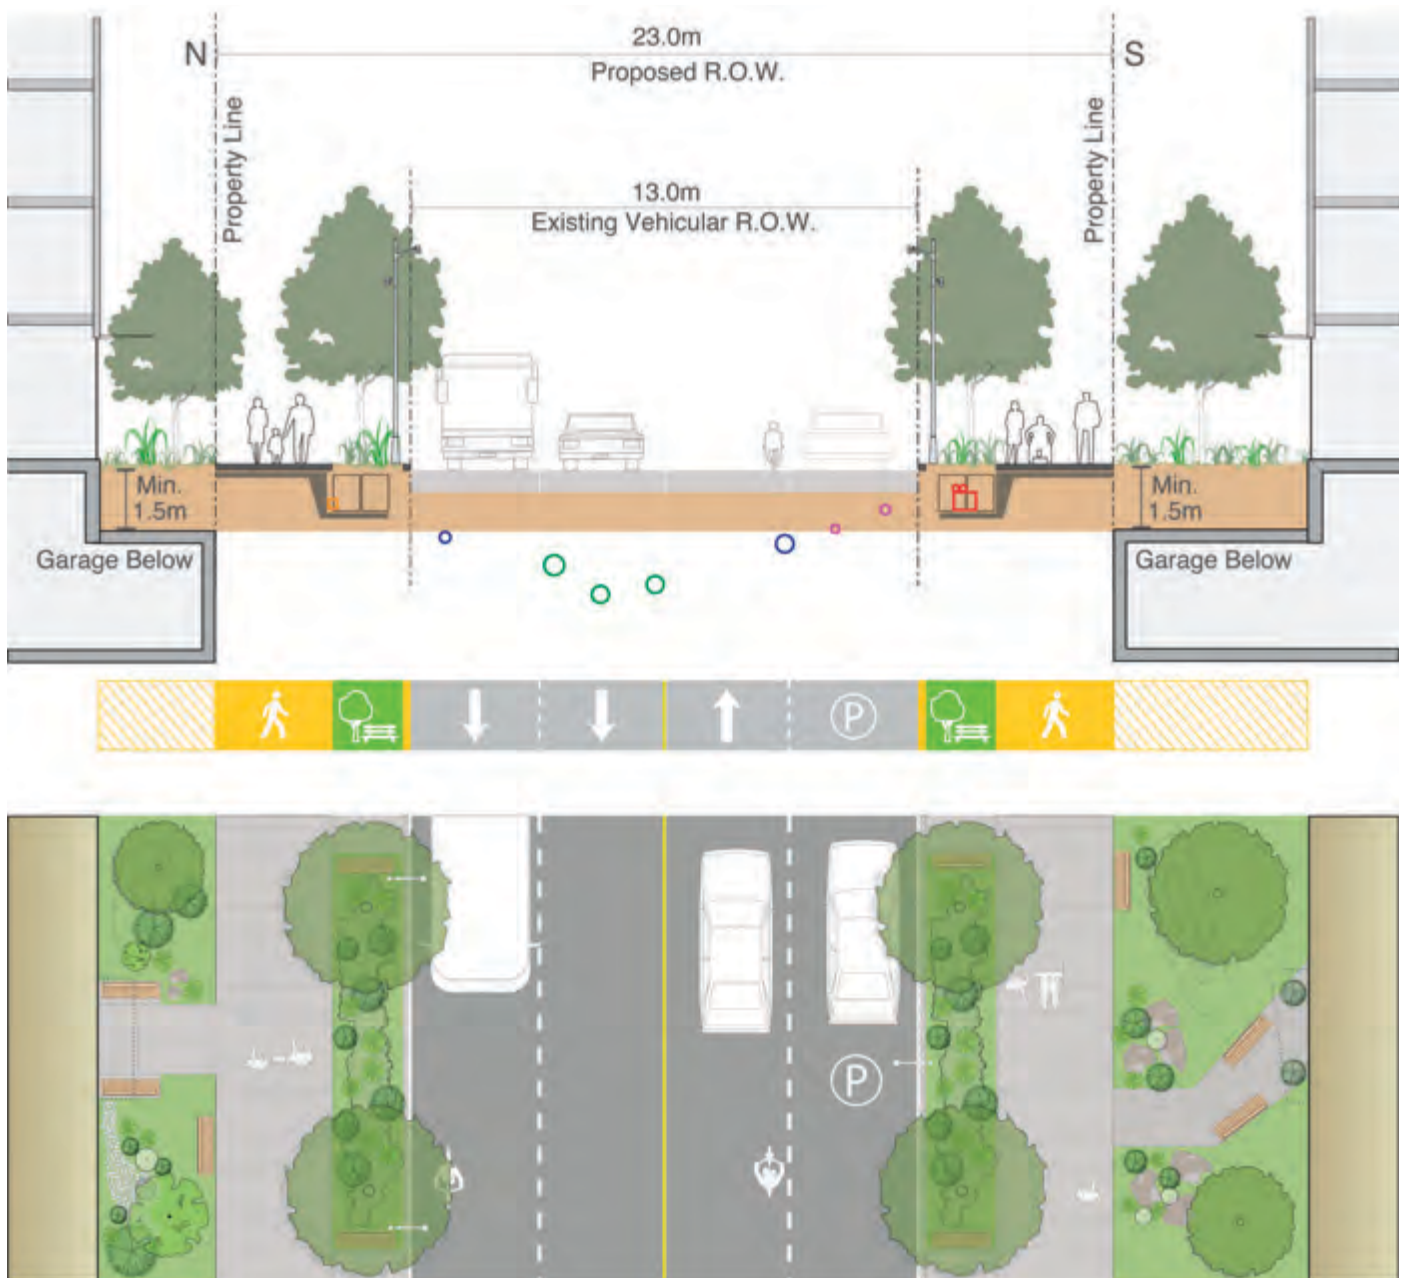 23.0m
N
S
Proposed R.O.W.
Property Line
Property Line
13.0m
Existing Vehicular R.O.W.
Min.
1.5m
Min.
1.5m
Garage Below
Garage Below
P
P